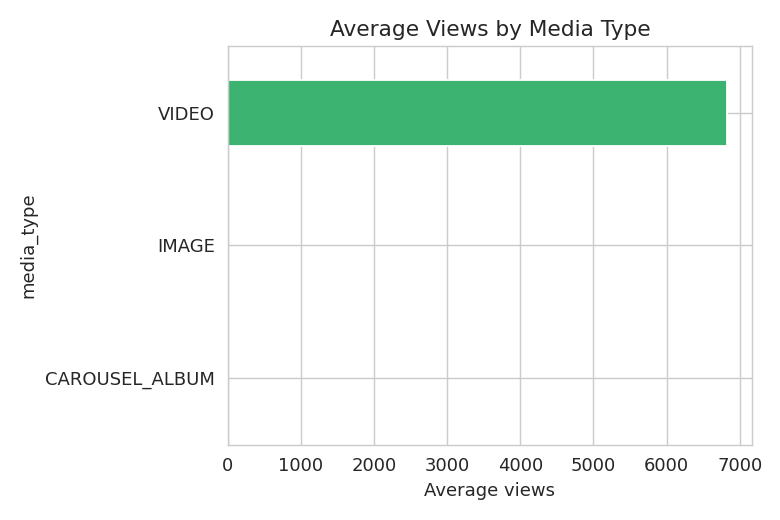 Average Views by Media Type
media_type
VIDEO
IMAGE
CAROUSEL_ALBUM
0 1000 2000 3000 4000 5000 6000 7000
Average views